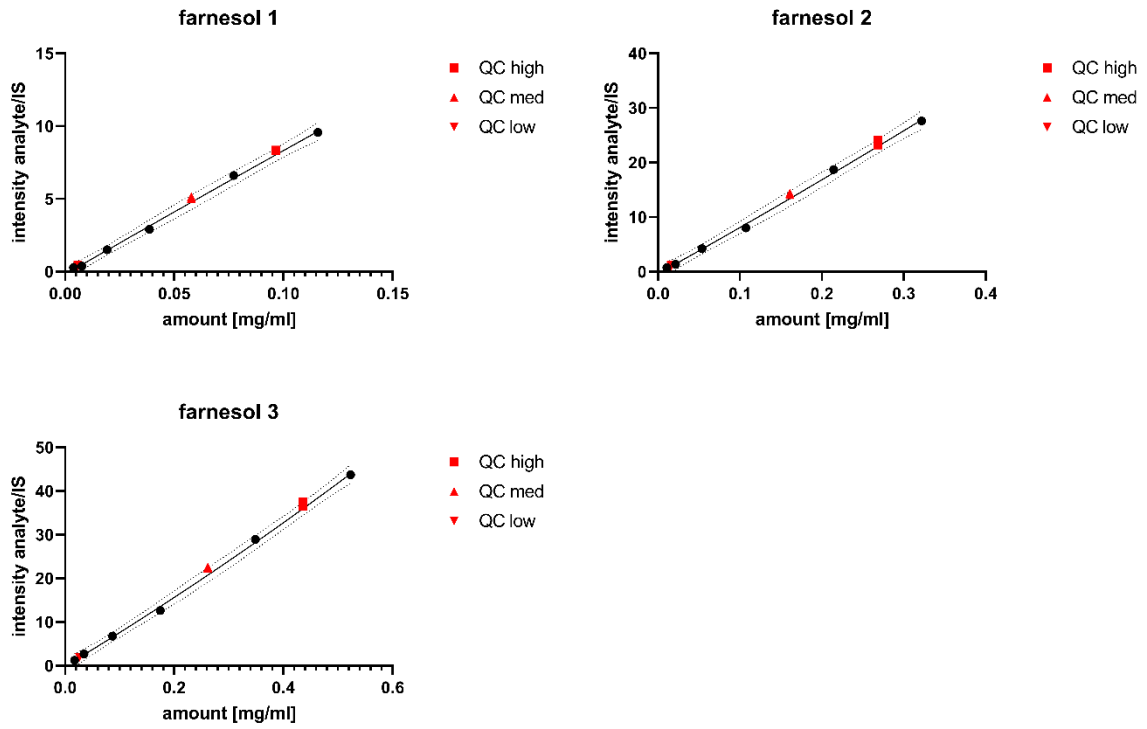 farnesol 1
15
10
5
0
0.00 0.05 0.10 0.15
intensity analyte/IS
amount [mg/ml]
QC high
QC med
QC low
farnesol 2
40
30
20
10
0
0.0 0.1 0.2 0.3 0.4
intensity analyte/IS
amount [mg/ml]
QC high
QC med
QC low
farnesol 3
50
40
30
20
10
0
0.0 0.2 0.4 0.6
intensity analyte/IS
amount [mg/ml]
QC high
QC med
QC low